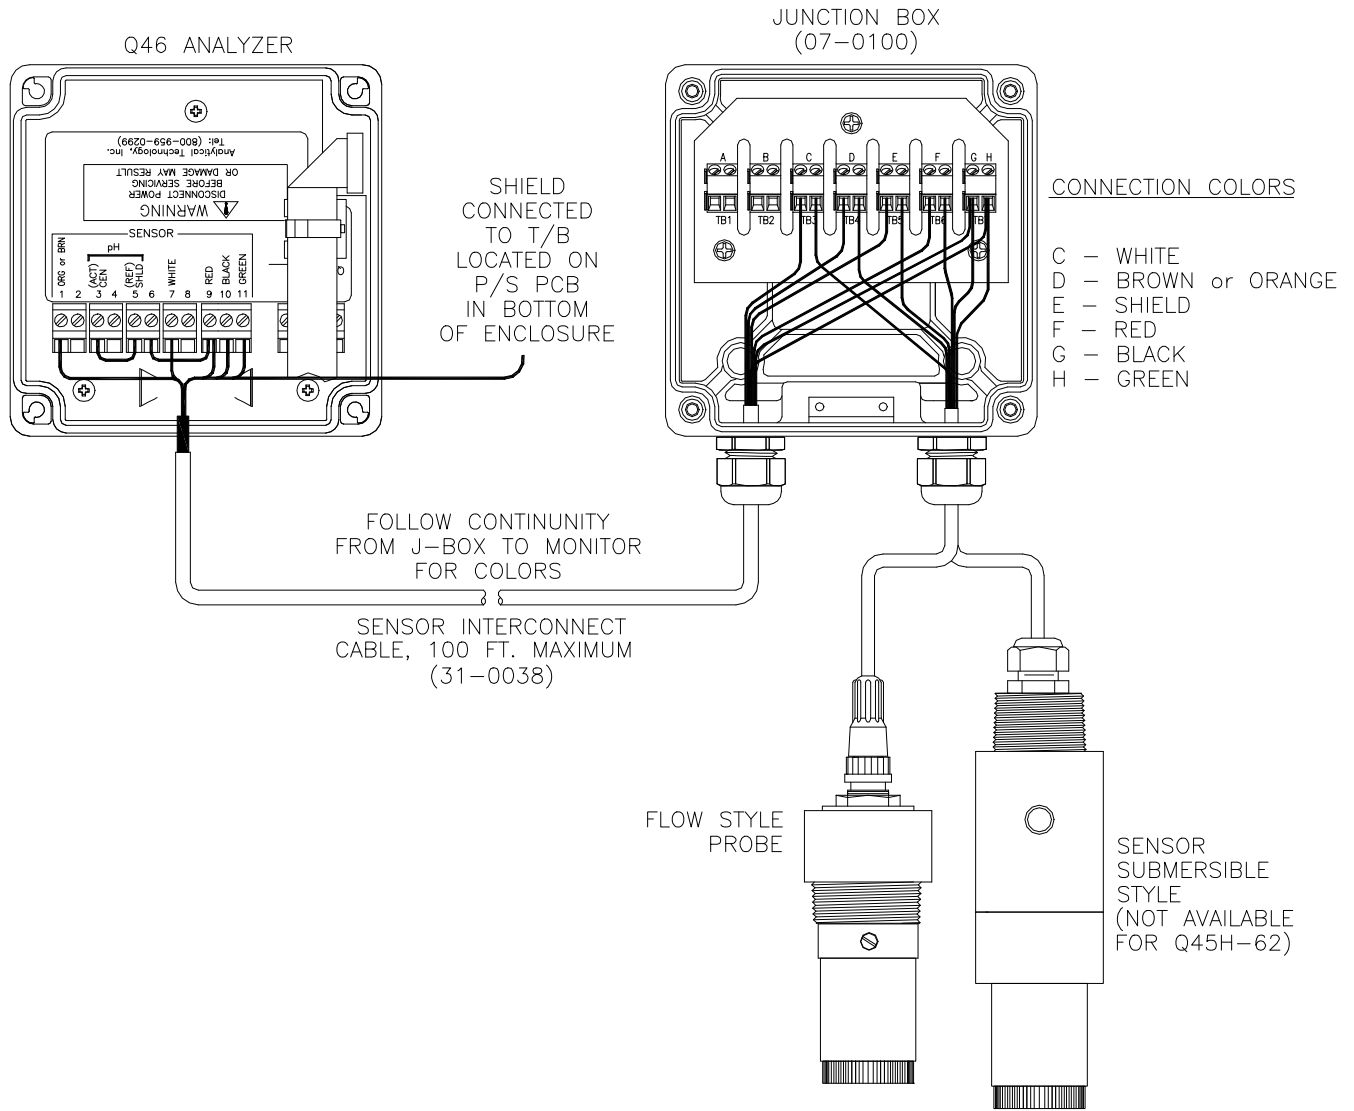 JUNCTION BOX
(07-0100)
Q46 ANALYZER
Tel: (800-959-0299)
Analytical Technology, Inc.
OR DAMAGE MAY RESULT
BEFORE SERVICING
DISCONNECT POWER
WARNING
SENSOR
pH
ORG or BRN
(ACT)
CEN
(REF)
SHLD
WHITE
RED
BLACK
GREEN
1 2 3 4 5 6 7 8 9 10 11
SHIELD
CONNECTED
TO T/B
LOCATED ON
P/S PCB
IN BOTTOM
OF ENCLOSURE
A B C D E F G H
TB1 TB2 TB3 TB4 TB5 TB6 TB
CONNECTION COLORS
C - WHITE
D - BROWN or ORANGE
E - SHIELD
F - RED
G - BLACK
H - GREEN
FOLLOW CONTINUNITY
FROM J-BOX TO MONITOR
FOR COLORS
SENSOR INTERCONNECT
CABLE, 100 FT. MAXIMUM
(31-0038)
FLOW STYLE
PROBE
SENSOR
SUBMERSIBLE
STYLE
(NOT AVAILABLE
FOR Q45H-62)